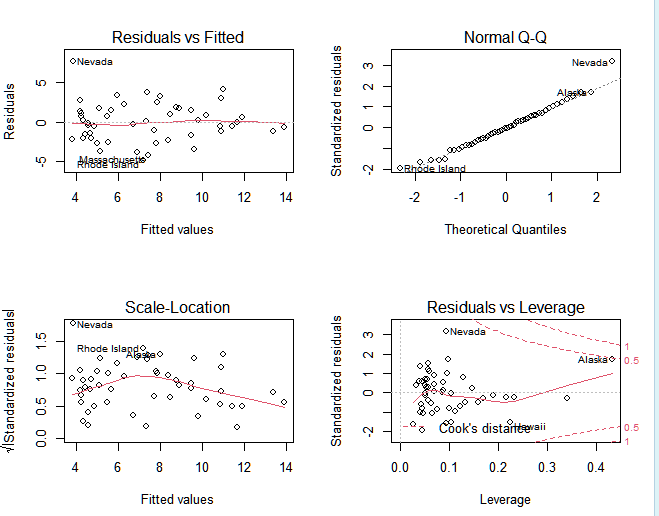 Residuals vs Fitted
Residuals
5
0
-5
Nevada
Massachusetts
Rhode Island
4 6 8 10 12 14
Fitted values
Normal Q-Q
Standardized residuals
3
2
1
0
-2
Nevada
Alaska
Rhode Island
-2 -1 0 1 2
Theoretical Quantiles
Scale-Location
√|Standardized residuals|
1.5
1.0
0.5
0.0
Nevada
Rhode Island
Alaska
4 6 8 10 12 14
Fitted values
Residuals vs Leverage
Standardized residuals
3
2
1
0
-2
Nevada
Alaska
Hawaii
Cook's distance
1
0.5
0.5
1
0.0 0.1 0.2 0.3 0.4
Leverage